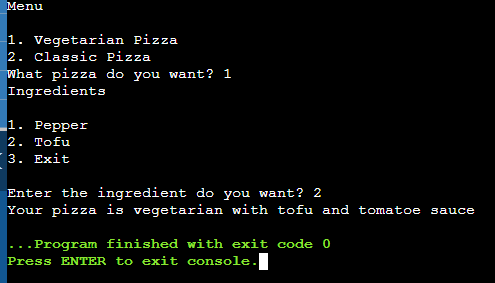 Menu
1. Vegetarian Pizza
2. Classic Pizza
What pizza do you want? 1
Ingredients
1. Pepper
2. Tofu
3. Exit
Enter the ingredient do you want? 2
Your pizza is vegetarian with tofu and tomatoe sauce
...Program finished with exit code 0
Press ENTER to exit console.